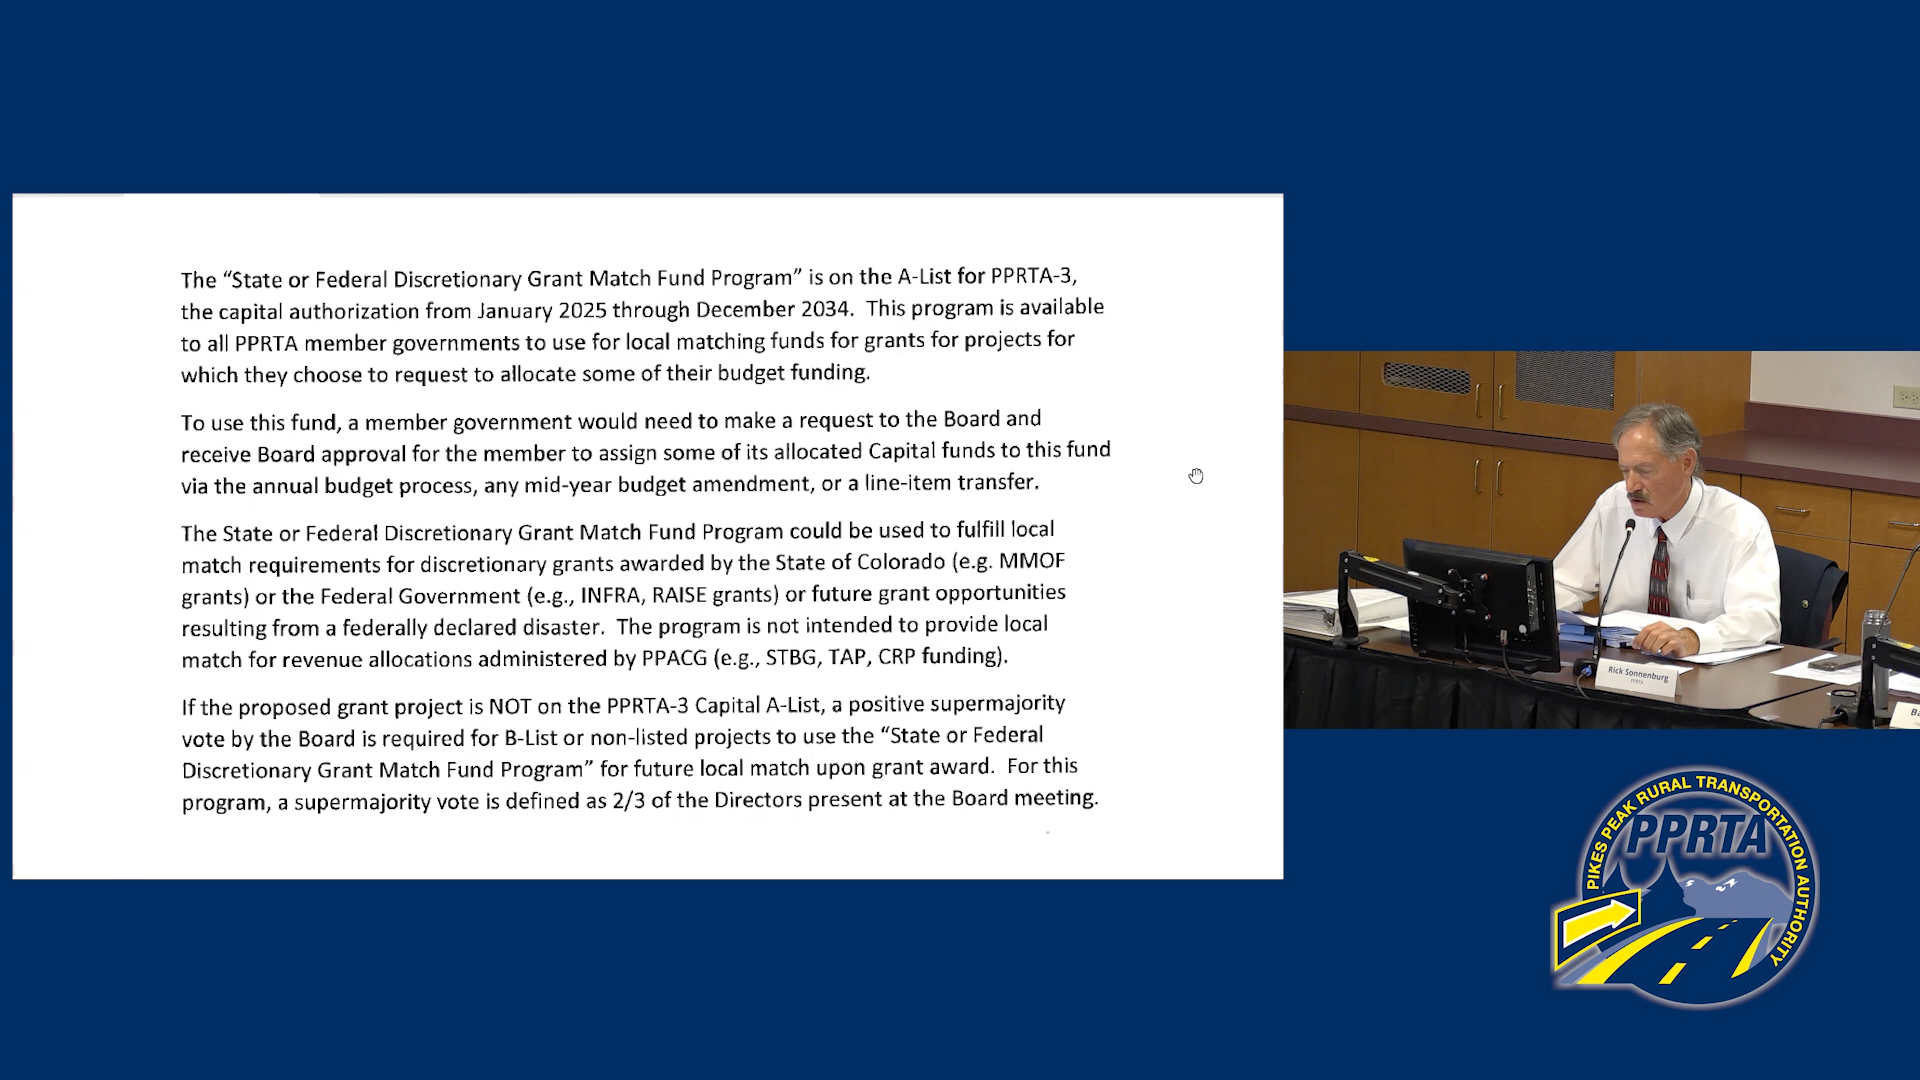 The “State or Federal Discretionary Grant Match Fund Program” is on the A-List for PPRTA-3,
the capital authorization from January 2025 through December 2034.  This program is available
to all PPRTA member governments to use for local matching funds for grants for projects for
which they choose to request to allocate some of their budget funding.
To use this fund, a member government would need to make a request to the Board and
receive Board approval for the member to assign some of its allocated Capital funds to this fund
via the annual budget process, any mid-year budget amendment, or a line-item transfer.
The State or Federal Discretionary Grant Match Fund Program could be used to fulfill local
match requirements for discretionary grants awarded by the State of Colorado (e.g. MMOF
grants) or the Federal Government (e.g., INFRA, RAISE grants) or future grant opportunities
resulting from a federally declared disaster.  The program is not intended to provide local
match for revenue allocations administered by PPACG (e.g., STBG, TAP, CRP funding).
If the proposed grant project is NOT on the PPRTA-3 Capital A-List, a positive supermajority
vote by the Board is required for B-List or non-listed projects to use the “State or Federal
Discretionary Grant Match Fund Program” for future local match upon grant award.  For this
program, a supermajority vote is defined as 2/3 of the Directors present at the Board meeting.
Rick Sonnenburg
PPRTA
PIKES PEAK RURAL TRANSPORTATION AUTHORITY
PPRTA